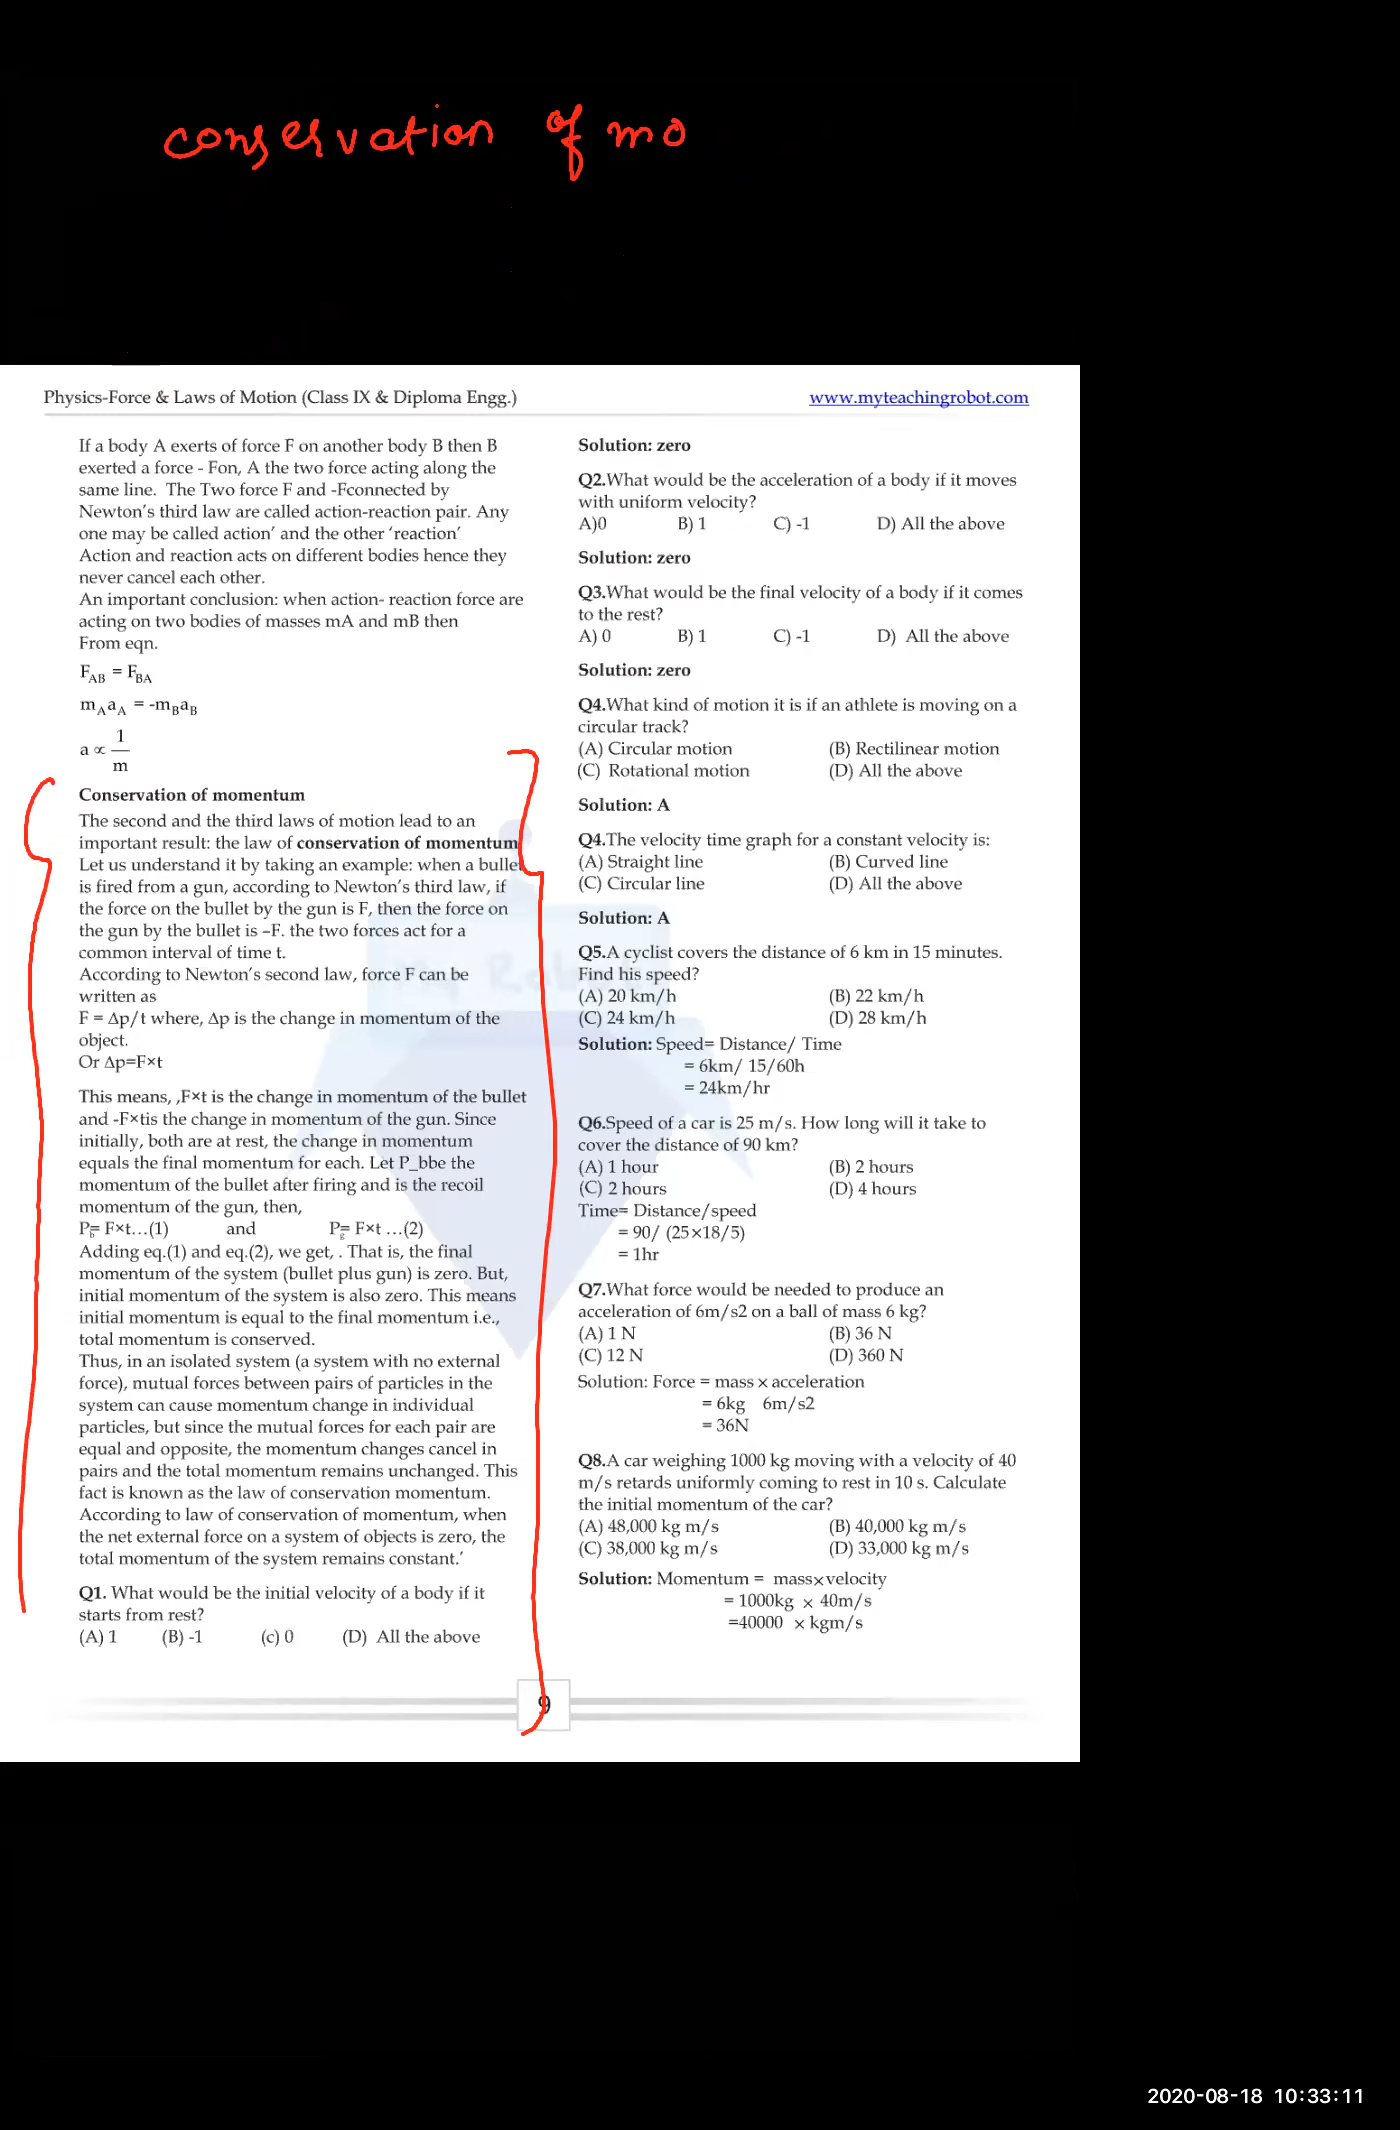 conservation of mo
Physics-Force & Laws of Motion (Class IX & Diploma Engg.)
www.myteachingrobot.com
If a body A exerts of force F on another body B then B
exerted a force - Fon, A the two force acting along the
same line. The Two force F and -Fconnected by
Newton's third law are called action-reaction pair. Any
one may be called action' and the other 'reaction'
Action and reaction acts on different bodies hence they
never cancel each other.
An important conclusion: when action- reaction force are
acting on two bodies of masses mA and mB then
From eqn.
F_AB = F_BA
m_A a_A = -m_B a_B
a ∝ 1/m
Conservation of momentum
The second and the third laws of motion lead to an
important result: the law of conservation of momentum
Let us understand it by taking an example: when a bullet
is fired from a gun, according to Newton's third law, if
the force on the bullet by the gun is F, then the force on
the gun by the bullet is –F. the two forces act for a
common interval of time t.
According to Newton's second law, force F can be
written as
F = Δp/t where, Δp is the change in momentum of the
object.
Or Δp=F×t
This means, ,F×t is the change in momentum of the bullet
and -F×tis the change in momentum of the gun. Since
initially, both are at rest, the change in momentum
equals the final momentum for each. Let P_bbe the
momentum of the bullet after firing and is the recoil
momentum of the gun, then,
P_b= F×t…(1) and P_g= F×t …(2)
Adding eq.(1) and eq.(2), we get, . That is, the final
momentum of the system (bullet plus gun) is zero. But,
initial momentum of the system is also zero. This means
initial momentum is equal to the final momentum i.e.,
total momentum is conserved.
Thus, in an isolated system (a system with no external
force), mutual forces between pairs of particles in the
system can cause momentum change in individual
particles, but since the mutual forces for each pair are
equal and opposite, the momentum changes cancel in
pairs and the total momentum remains unchanged. This
fact is known as the law of conservation momentum.
According to law of conservation of momentum, when
the net external force on a system of objects is zero, the
total momentum of the system remains constant.'
Q1. What would be the initial velocity of a body if it
starts from rest?
(A) 1 (B) -1 (c) 0 (D) All the above
Solution: zero
Q2.What would be the acceleration of a body if it moves
with uniform velocity?
A)0 B) 1 C) -1 D) All the above
Solution: zero
Q3.What would be the final velocity of a body if it comes
to the rest?
A) 0 B) 1 C) -1 D) All the above
Solution: zero
Q4.What kind of motion it is if an athlete is moving on a
circular track?
(A) Circular motion (B) Rectilinear motion
(C) Rotational motion (D) All the above
Solution: A
Q4.The velocity time graph for a constant velocity is:
(A) Straight line (B) Curved line
(C) Circular line (D) All the above
Solution: A
Q5.A cyclist covers the distance of 6 km in 15 minutes.
Find his speed?
(A) 20 km/h (B) 22 km/h
(C) 24 km/h (D) 28 km/h
Solution: Speed= Distance/ Time
= 6km/ 15/60h
= 24km/hr
Q6.Speed of a car is 25 m/s. How long will it take to
cover the distance of 90 km?
(A) 1 hour (B) 2 hours
(C) 2 hours (D) 4 hours
Time= Distance/speed
= 90/ (25×18/5)
= 1hr
Q7.What force would be needed to produce an
acceleration of 6m/s2 on a ball of mass 6 kg?
(A) 1 N (B) 36 N
(C) 12 N (D) 360 N
Solution: Force = mass x acceleration
= 6kg 6m/s2
= 36N
Q8.A car weighing 1000 kg moving with a velocity of 40
m/s retards uniformly coming to rest in 10 s. Calculate
the initial momentum of the car?
(A) 48,000 kg m/s (B) 40,000 kg m/s
(C) 38,000 kg m/s (D) 33,000 kg m/s
Solution: Momentum = mass×velocity
= 1000kg × 40m/s
=40000 × kgm/s
9
2020-08-18 10:33:11